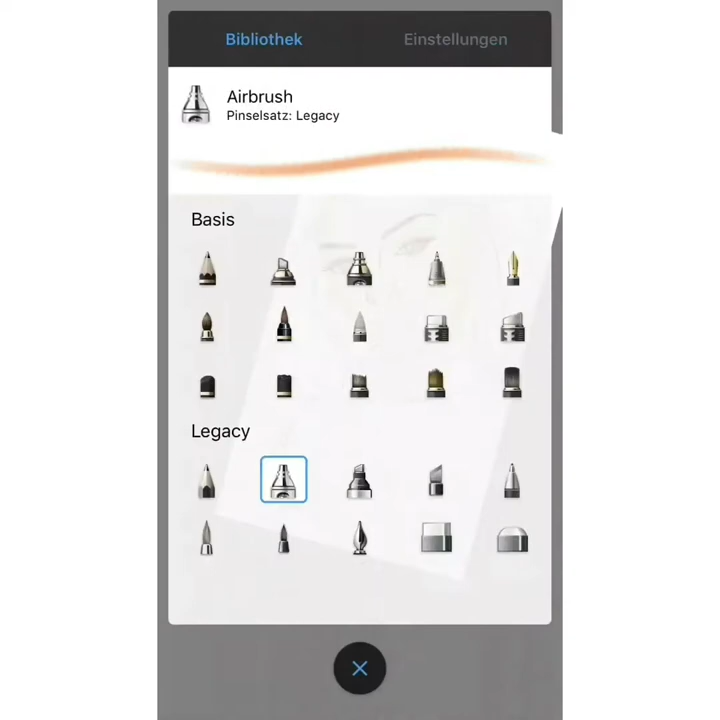 Bibliothek
Einstellungen
Airbrush
Pinselsatz: Legacy
Basis
Legacy